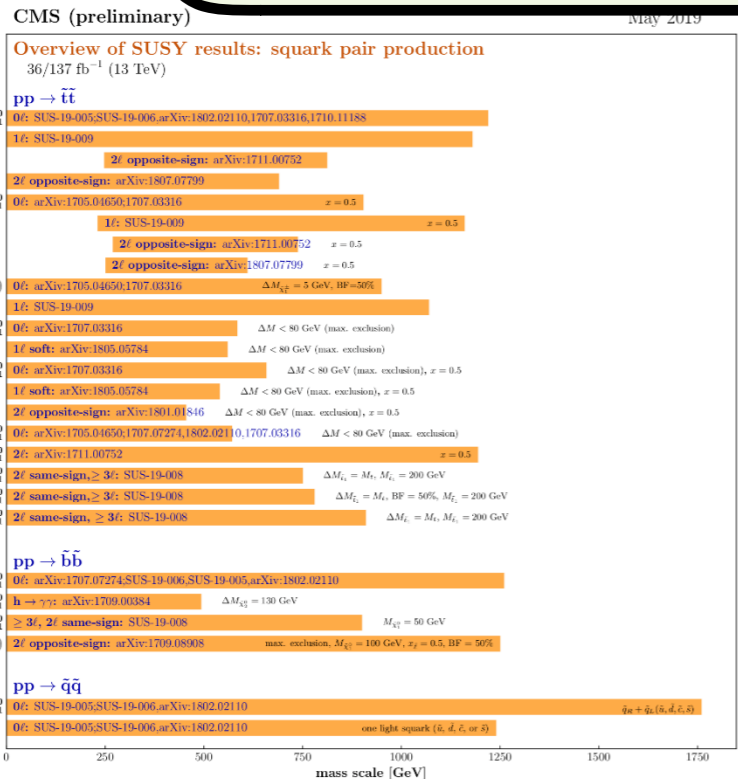 CMS (preliminary)
May 2019
Overview of SUSY results: squark pair production
36/137 fb⁻¹ (13 TeV)
pp → t̃t̃
0ℓ: SUS-19-005;SUS-19-006,arXiv:1802.02110,1707.03316,1710.11188
1ℓ: SUS-19-009
2ℓ opposite-sign: arXiv:1711.00752
2ℓ opposite-sign: arXiv:1807.07799
0ℓ: arXiv:1705.04650;1707.03316 x = 0.5
1ℓ: SUS-19-009 x = 0.5
2ℓ opposite-sign: arXiv:1711.00752 x = 0.5
2ℓ opposite-sign: arXiv:1807.07799 x = 0.5
0ℓ: arXiv:1705.04650;1707.03316 = 5 GeV, BF=50%
1ℓ: SUS-19-009
0ℓ: arXiv:1707.03316 ΔM < 80 GeV (max. exclusion)
1ℓ soft: arXiv:1805.05784 ΔM < 80 GeV (max. exclusion)
0ℓ: arXiv:1707.03316 ΔM < 80 GeV (max. exclusion), x = 0.5
1ℓ soft: arXiv:1805.05784 ΔM < 80 GeV (max. exclusion), x = 0.5
2ℓ opposite-sign: arXiv:1801.01846 ΔM < 80 GeV (max. exclusion), x = 0.5
0ℓ: arXiv:1705.04650;1707.07274,1802.02110,1707.03316 ΔM < 80 GeV (max. exclusion)
2ℓ: arXiv:1711.00752 x = 0.5
2ℓ same-sign,≥ 3ℓ: SUS-19-008 = 200 GeV
2ℓ same-sign,≥ 3ℓ: SUS-19-008 BF = 50%, = 200 GeV
2ℓ same-sign, ≥ 3ℓ: SUS-19-008 = 200 GeV
pp → b̃b̃
0ℓ: arXiv:1707.07274;SUS-19-006,SUS-19-005,arXiv:1802.02110
h → γγ: arXiv:1709.00384 = 130 GeV
≥ 3ℓ, 2ℓ same-sign: SUS-19-008 = 50 GeV
2ℓ opposite-sign: arXiv:1709.08908 max. exclusion, = 100 GeV, = 0.5, BF = 50%
pp → q̃q̃
0ℓ: SUS-19-005;SUS-19-006,arXiv:1802.02110 q̃_R + q̃_L(ũ, d̃, c̃, s̃)
0ℓ: SUS-19-005;SUS-19-006,arXiv:1802.02110 one light squark (ũ, d̃, c̃, or s̃)
0 250 500 750 1000 1250 1500 1750
mass scale [GeV]